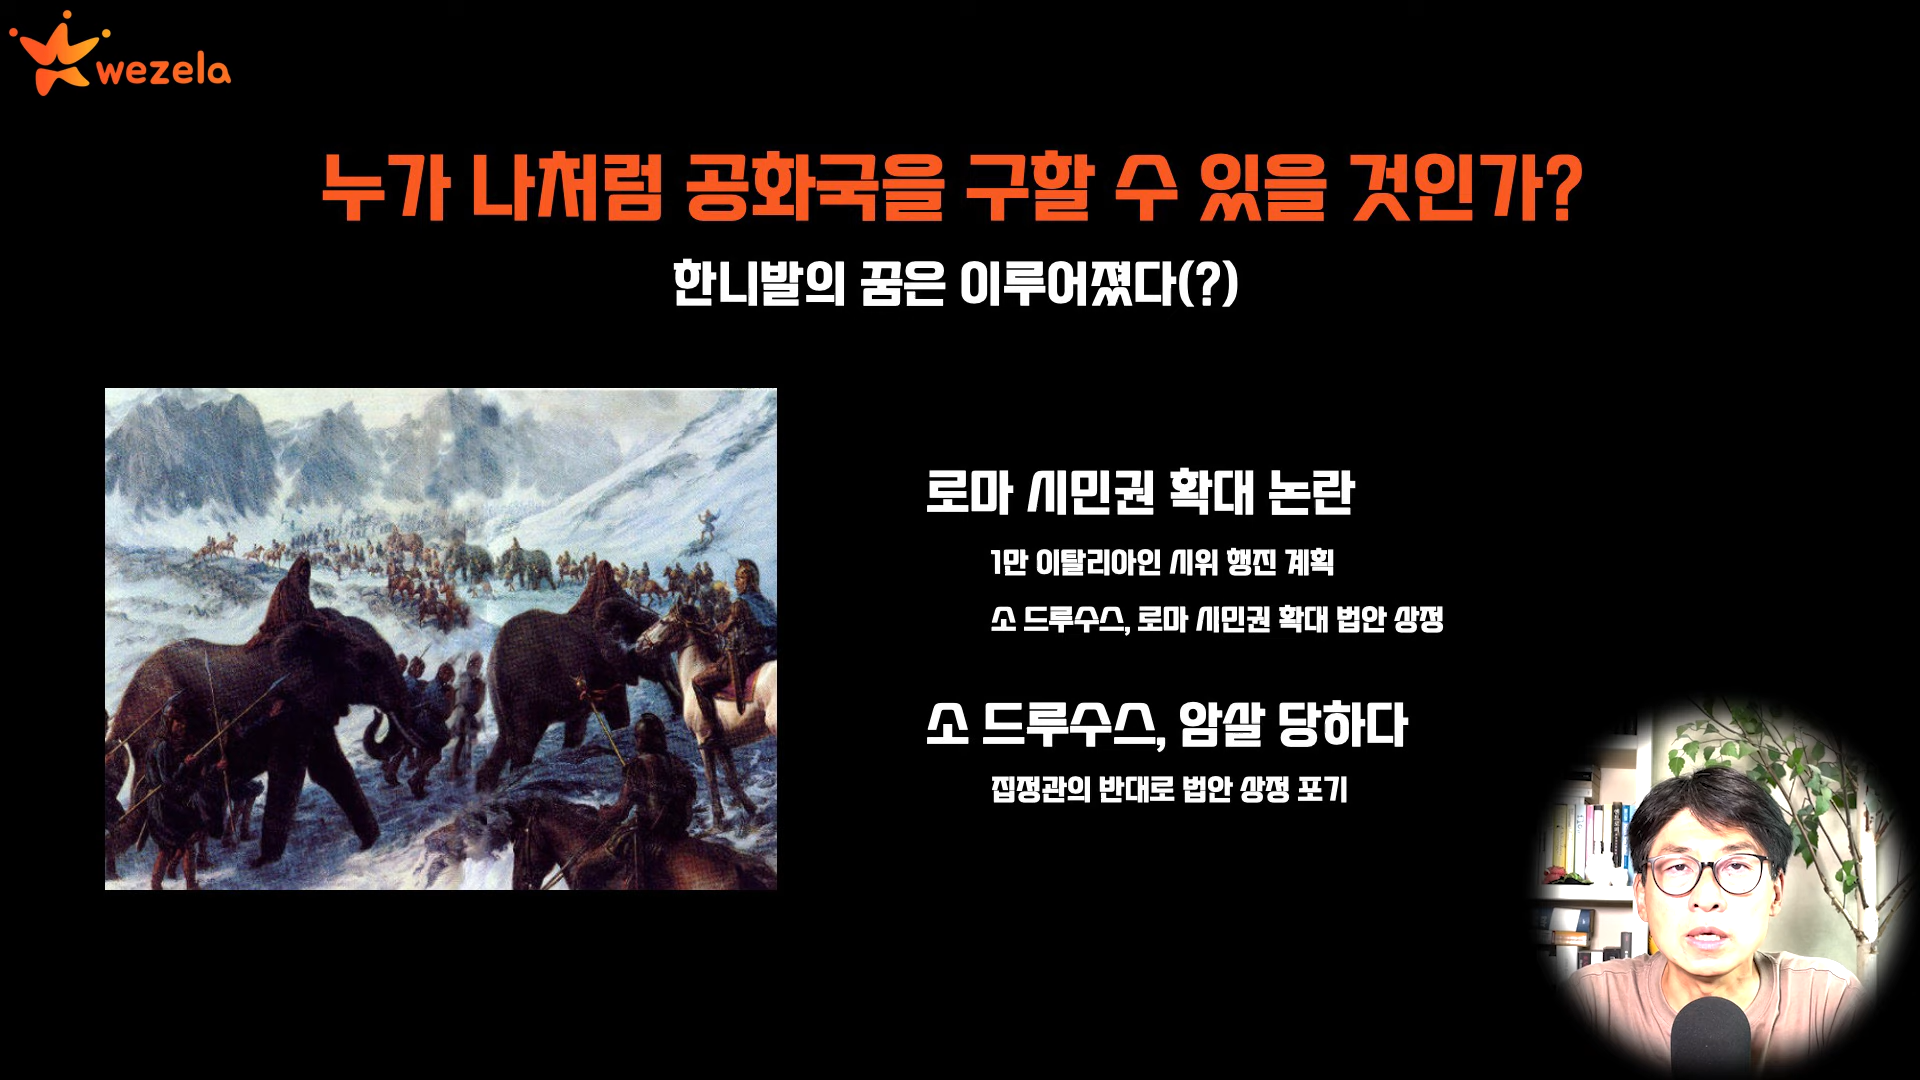 wezela
누가 나처럼 공화국을 구할 수 있을 것인가?
한니발의 꿈은 이루어졌다(?)
로마 시민권 확대 논란
1만 이탈리아인 시위 행진 계획
소 드루수스, 로마 시민권 확대 법안 상정
소 드루수스, 암살 당하다
집정관의 반대로 법안 상정 포기